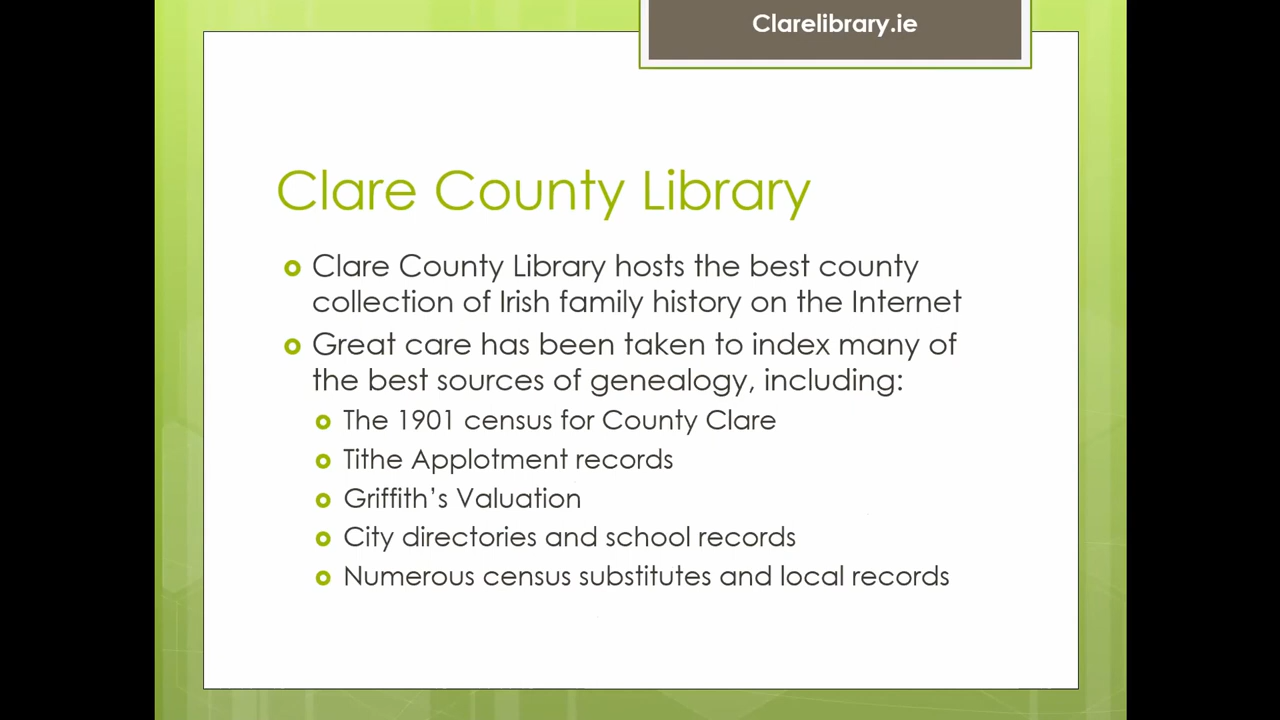 Clarelibrary.ie
Clare County Library
Clare County Library hosts the best county
collection of Irish family history on the Internet
Great care has been taken to index many of
the best sources of genealogy, including:
The 1901 census for County Clare
Tithe Applotment records
Griffith’s Valuation
City directories and school records
Numerous census substitutes and local records